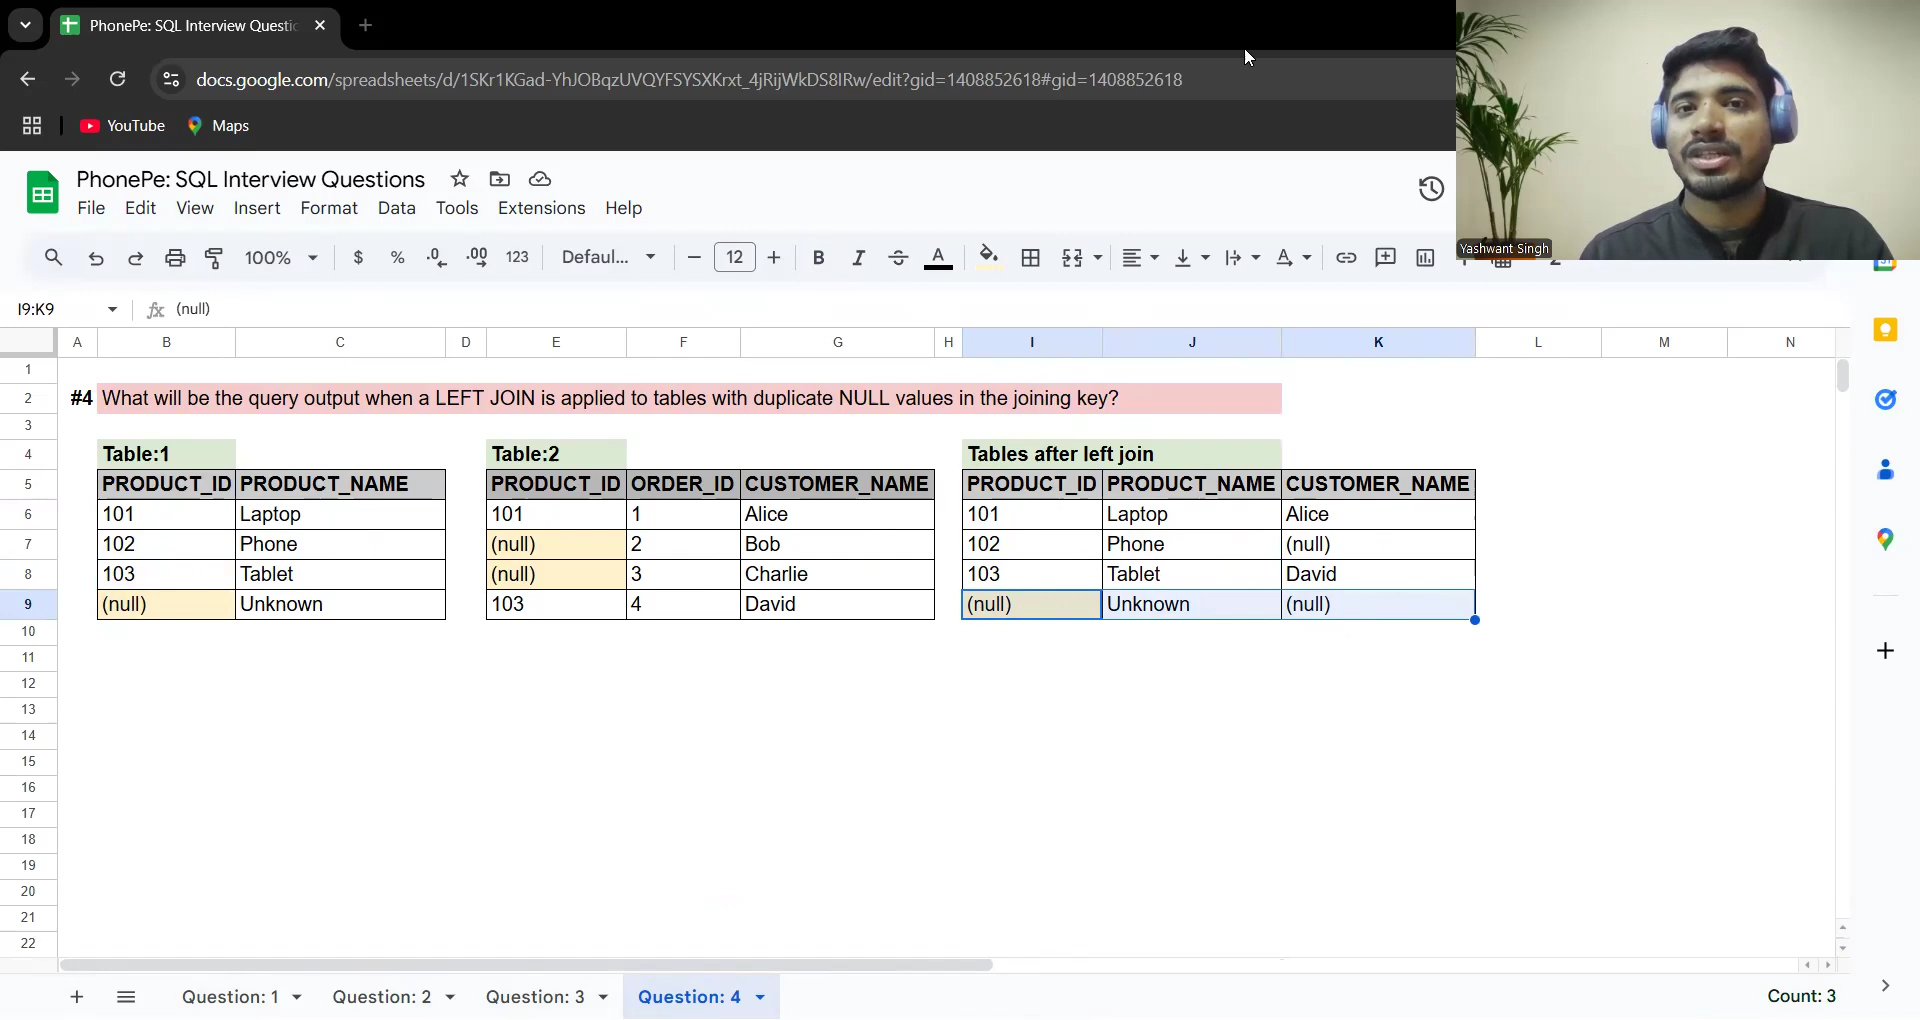 PhonePe: SQL Interview Questic
docs.google.com/spreadsheets/d/1SKr1KGad-YhJOBqzUVQYFSYSXKrxt_4jRijWkDS8IRw/edit?gid=1408852618#gid=1408852618
YouTube Maps
PhonePe: SQL Interview Questions
File Edit View Insert Format Data Tools Extensions Help
100% $ % .0 .00 123 Defaul... 12 B I S A
Yashwant Singh
I9:K9 fx (null)
A B C D E F G H I J K L M N
1
2 #4 What will be the query output when a LEFT JOIN is applied to tables with duplicate NULL values in the joining key?
3
4 Table:1 Table:2 Tables after left join
5 PRODUCT_ID PRODUCT_NAME PRODUCT_ID ORDER_ID CUSTOMER_NAME PRODUCT_ID PRODUCT_NAME CUSTOMER_NAME
6 101 Laptop 101 1 Alice 101 Laptop Alice
7 102 Phone (null) 2 Bob 102 Phone (null)
8 103 Tablet (null) 3 Charlie 103 Tablet David
9 (null) Unknown 103 4 David (null) Unknown (null)
10
11
12
13
14
15
16
17
18
19
20
21
22
Question: 1 Question: 2 Question: 3 Question: 4 Count: 3